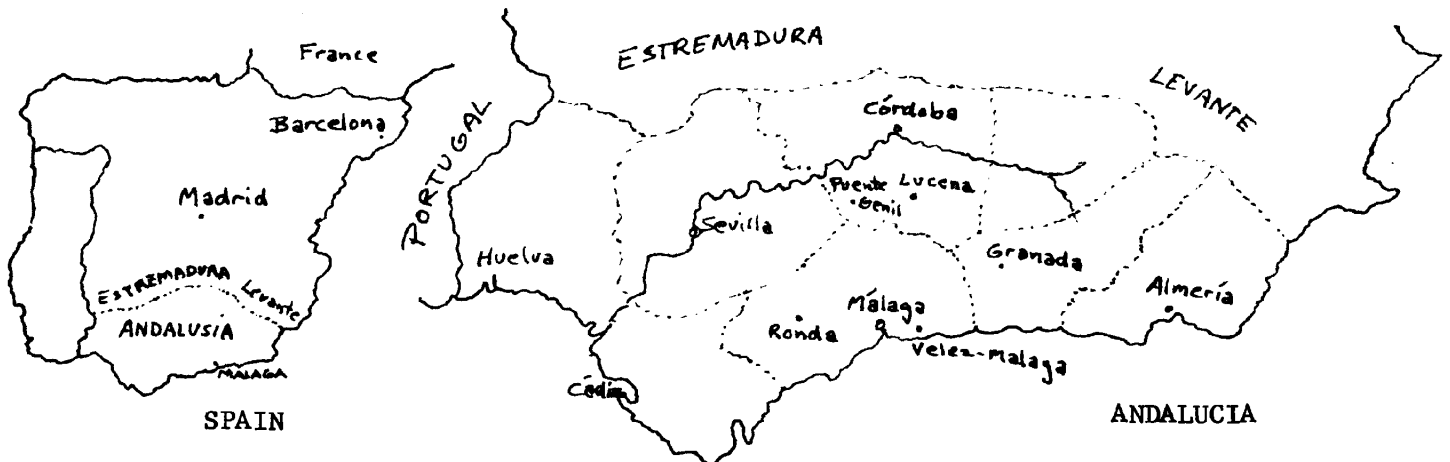 France
Barcelona
Madrid
ESTREMADURA
Levante
ANDALUSIA
MALAGA
SPAIN
PORTUGAL
ESTREMADURA
LEVANTE
Córdoba
Puente
Genil
Lucena
Sevilla
Huelva
Granada
Almería
Málaga
Ronda
Velez-Malaga
Cádiz
ANDALUCIA